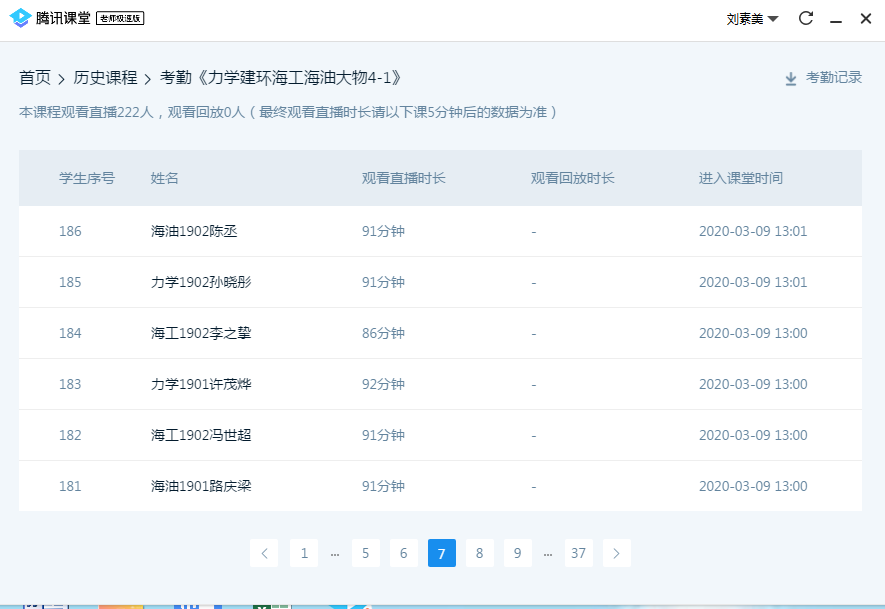 腾讯课堂 老师极速版 刘素美
首页 > 历史课程 > 考勤《力学建环海工海油大物4-1》 考勤记录
本课程观看直播222人，观看回放0人（最终观看直播时长请以下课5分钟后的数据为准）
学生序号 姓名 观看直播时长 观看回放时长 进入课堂时间
186 海油1902陈丞 91分钟 - 2020-03-09 13:01
185 力学1902孙晓彤 91分钟 - 2020-03-09 13:01
184 海工1902李之挚 86分钟 - 2020-03-09 13:00
183 力学1901许茂烨 92分钟 - 2020-03-09 13:00
182 海工1902冯世超 91分钟 - 2020-03-09 13:00
181 海油1901路庆梁 91分钟 - 2020-03-09 13:00
< 1 ... 5 6 7 8 9 ... 37 >